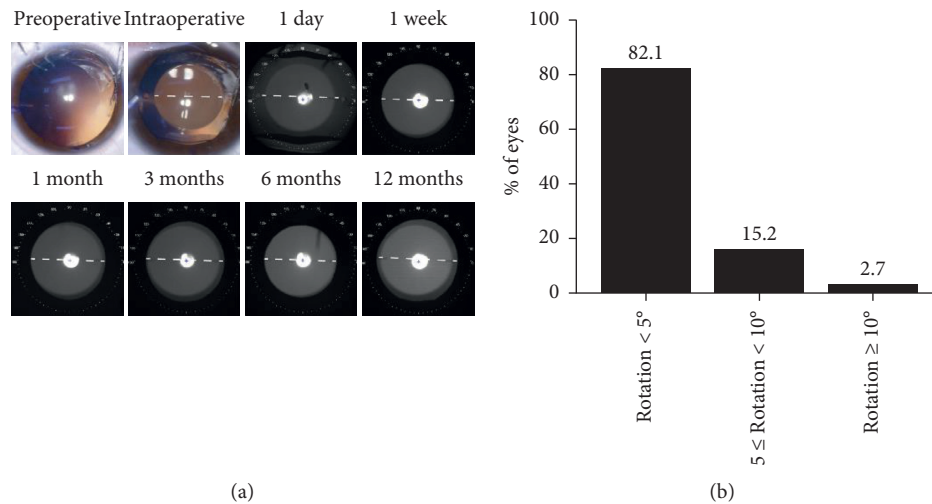 Preoperative Intraoperative 1 day 1 week
1 month 3 months 6 months 12 months
(a)
% of eyes
100
80
60
40
20
0
82.1
15.2
2.7
Rotation < 5°
5 ≤ Rotation < 10°
Rotation ≥ 10°
(b)